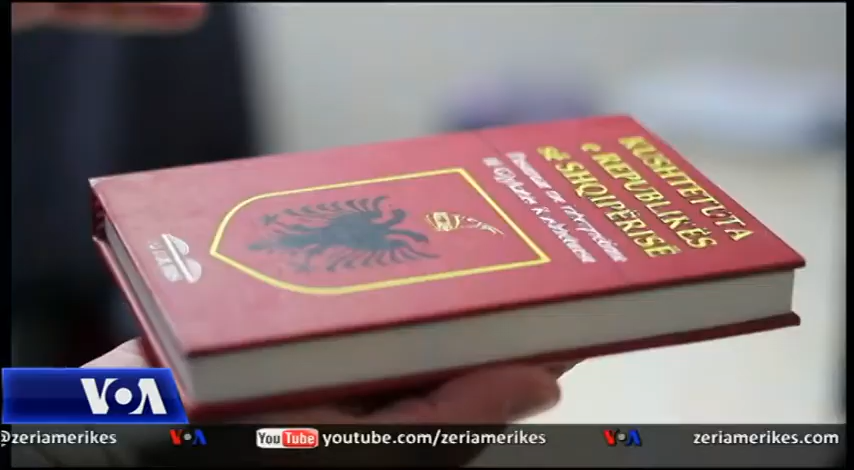 KUSHTETUTA
e REPUBLIKËS
së SHQIPËRISË
VOA
@zeriamerikes
VOA
YouTube youtube.com/zeriamerikes
VOA
zeriamerikes.com